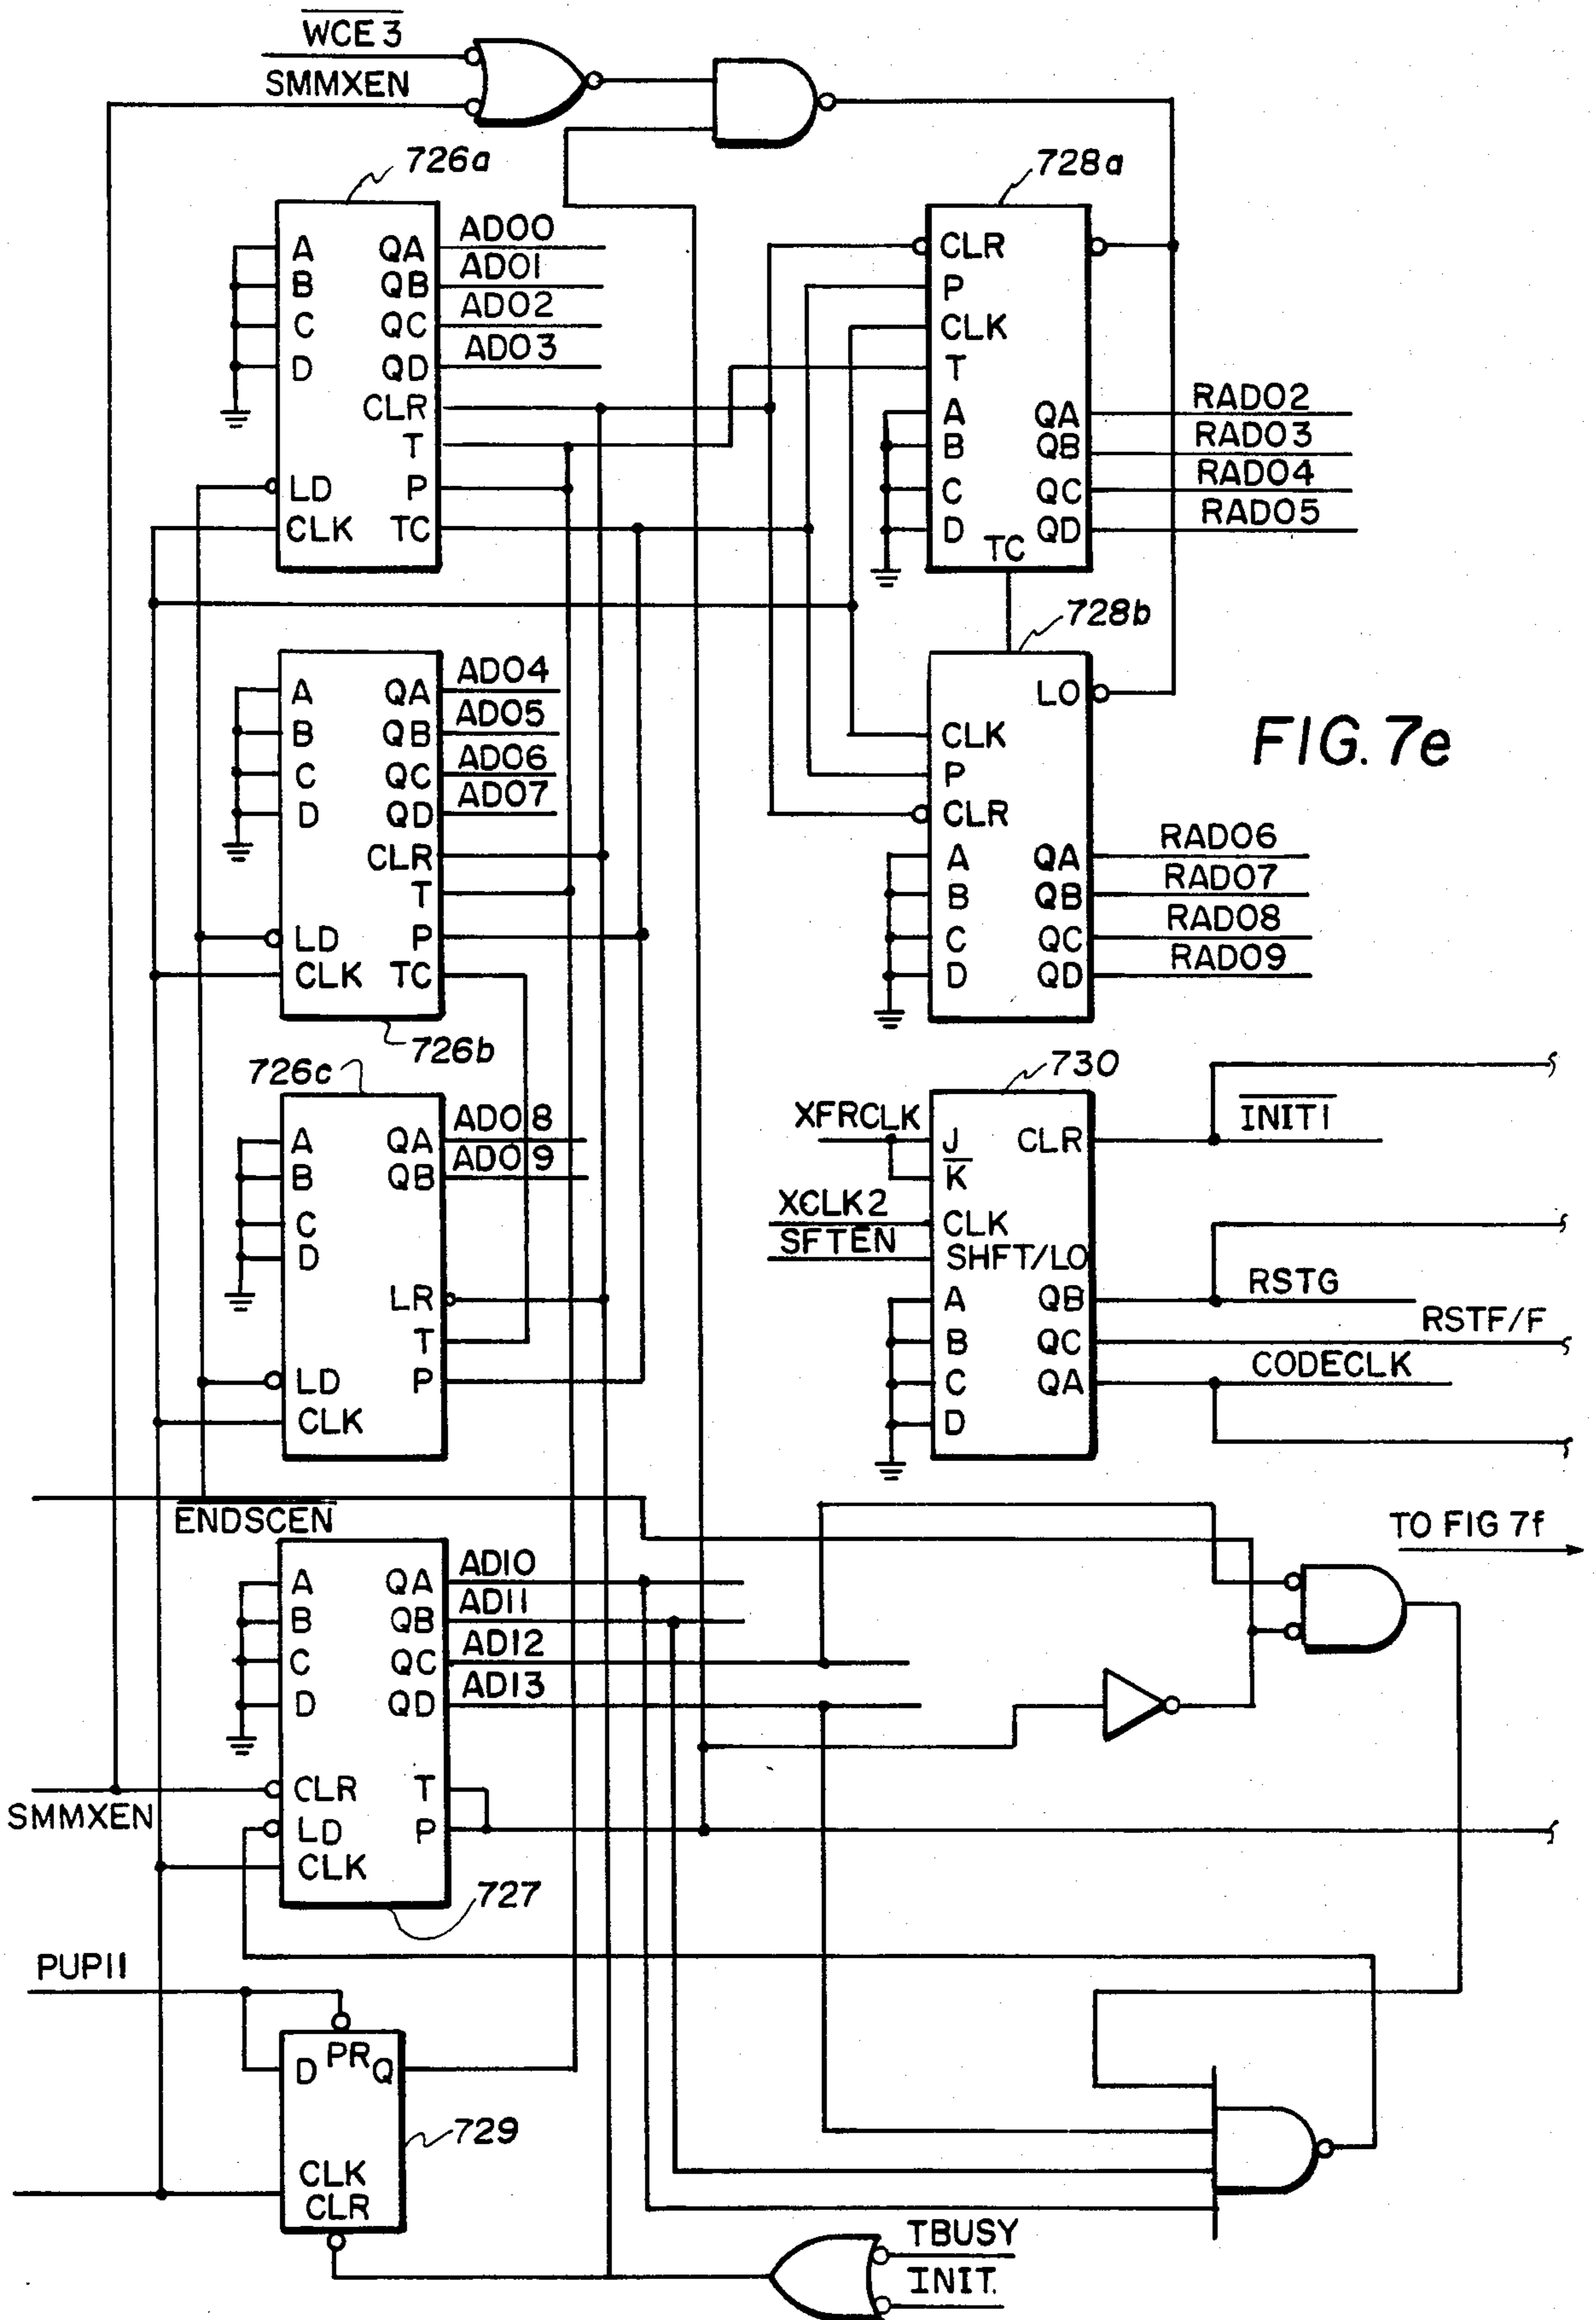 WCE3
SMMXEN
726a
A QA AD00
B QB AD01
C QC AD02
D QD AD03
CLR
T
LD P
CLK TC
728a
CLR
P
CLK
T
A QA RAD02
B QB RAD03
C QC RAD04
D QD RAD05
TC
726b
A QA AD04
B QB AD05
C QC AD06
D QD AD07
CLR
T
LD P
CLK TC
728b
LO
CLK
P
CLR
A QA RAD06
B QB RAD07
C QC RAD08
D QD RAD09
FIG. 7e
726c
A QA AD08
B QB AD09
C
D
LR
T
LD P
CLK
730
XFRCLK J CLR INIT1
K
XCLK2 CLK
SFTEN SHFT/LO
A QB RSTG
B QC RSTF/F
C QA CODECLK
D
ENDSCEN
TO FIG 7f
A QA AD10
B QB AD11
C QC AD12
D QD AD13
SMMXEN CLR T
LD P
CLK
727
PUP11
D PR Q
729
CLK
CLR
TBUSY
INIT.